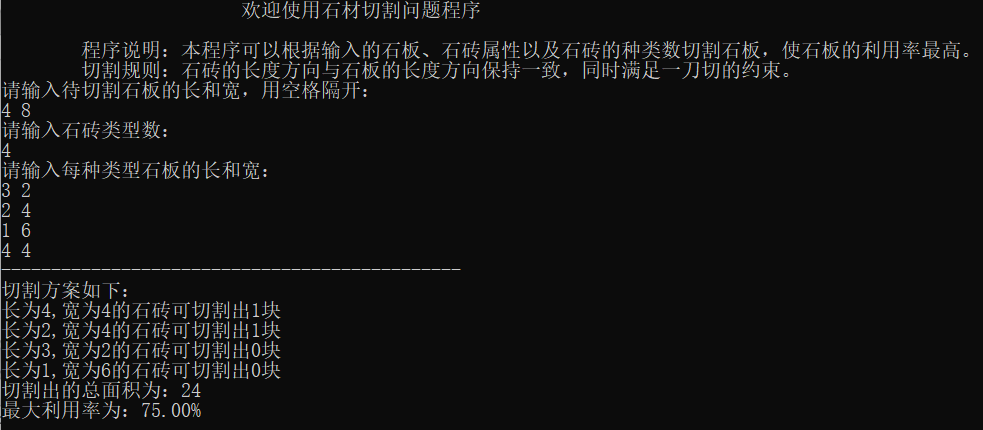 欢迎使用石材切割问题程序
程序说明：本程序可以根据输入的石板、石砖属性以及石砖的种类数切割石板，使石板的利用率最高。
切割规则：石砖的长度方向与石板的长度方向保持一致，同时满足一刀切的约束。
请输入待切割石板的长和宽，用空格隔开：
4 8
请输入石砖类型数：
4
请输入每种类型石板的长和宽：
3 2
2 4
1 6
4 4
----------------------------------------------
切割方案如下：
长为4,宽为4的石砖可切割出1块
长为2,宽为4的石砖可切割出1块
长为3,宽为2的石砖可切割出0块
长为1,宽为6的石砖可切割出0块
切割出的总面积为：24
最大利用率为：75.00%